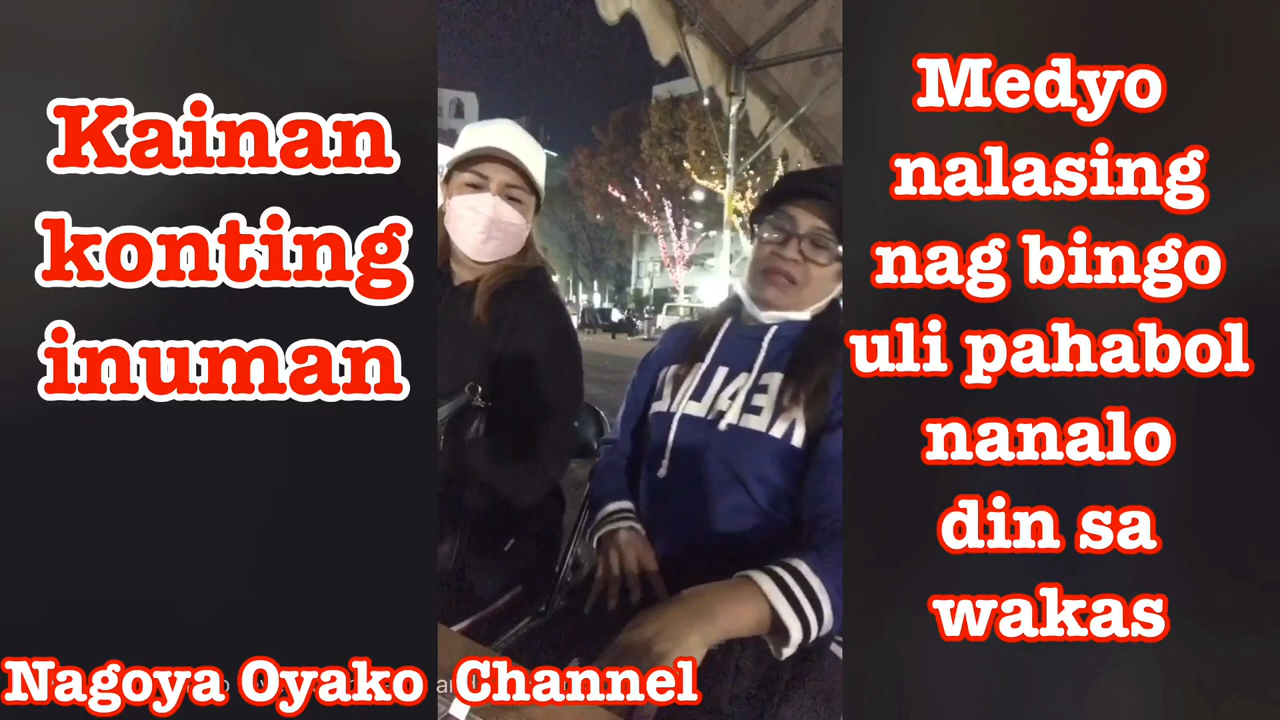 Kainan
konting
inuman
Medyo
nalasing
nag bingo
uli pahabol
nanalo
din sa
wakas
Nagoya Oyako Channel